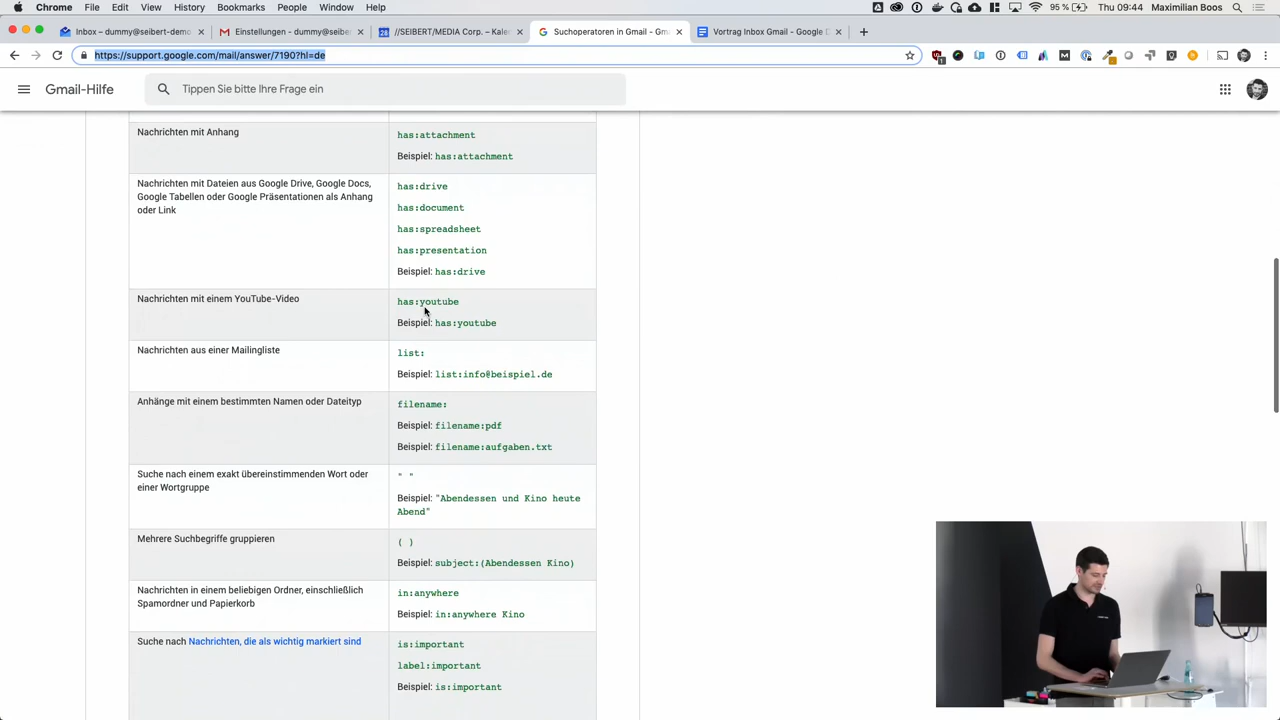 Chrome File Edit View History Bookmarks People Window Help
95 % Thu 09:44 Maximilian Boos
Inbox – dummy@seibert-demo
Einstellungen - dummy@seibe
//SEIBERT/MEDIA Corp. – Kale
Suchoperatoren in Gmail - Gm
Vortrag Inbox Gmail - Google D
https://support.google.com/mail/answer/7190?hl=de
Gmail-Hilfe
Tippen Sie bitte Ihre Frage ein
Nachrichten mit Anhang
has:attachment
Beispiel: has:attachment
Nachrichten mit Dateien aus Google Drive, Google Docs,
Google Tabellen oder Google Präsentationen als Anhang
oder Link
has:drive
has:document
has:spreadsheet
has:presentation
Beispiel: has:drive
Nachrichten mit einem YouTube-Video
has:youtube
Beispiel: has:youtube
Nachrichten aus einer Mailingliste
list:
Beispiel: list:info@beispiel.de
Anhänge mit einem bestimmten Namen oder Dateityp
filename:
Beispiel: filename:pdf
Beispiel: filename:aufgaben.txt
Suche nach einem exakt übereinstimmenden Wort oder
einer Wortgruppe
" "
Beispiel: "Abendessen und Kino heute
Abend"
Mehrere Suchbegriffe gruppieren
( )
Beispiel: subject:(Abendessen Kino)
Nachrichten in einem beliebigen Ordner, einschließlich
Spamordner und Papierkorb
in:anywhere
Beispiel: in:anywhere Kino
Suche nach Nachrichten, die als wichtig markiert sind
is:important
label:important
Beispiel: is:important